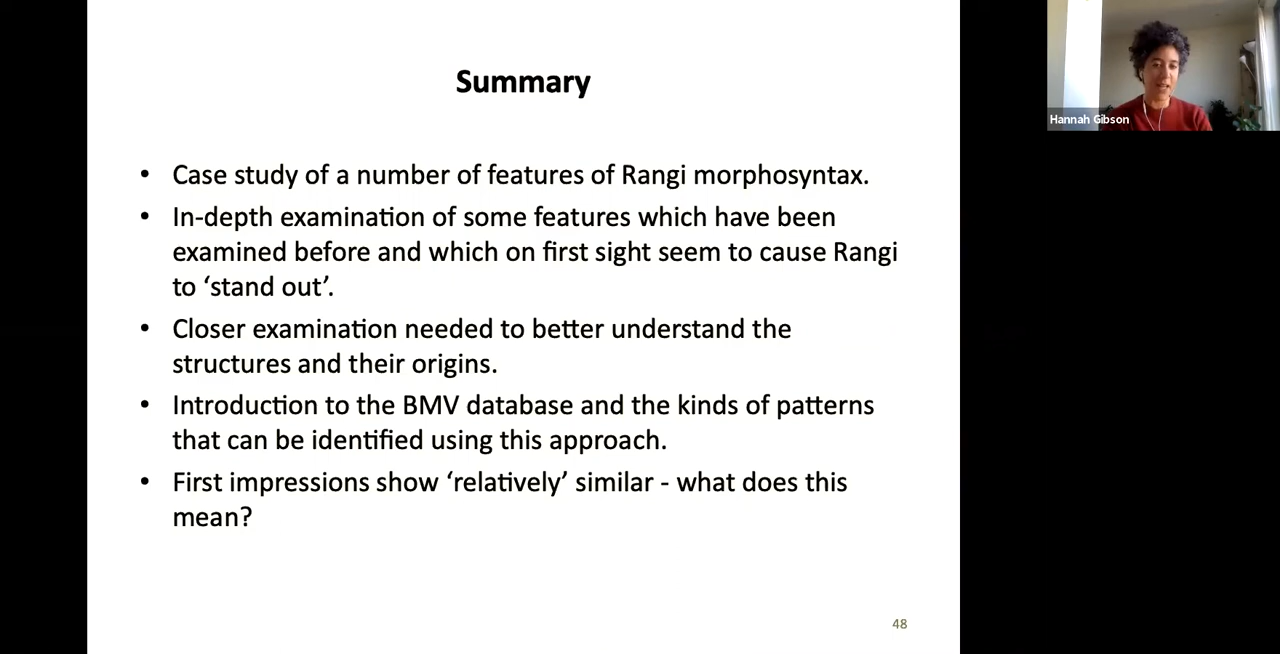 Summary
• Case study of a number of features of Rangi morphosyntax.
• In-depth examination of some features which have been
examined before and which on first sight seem to cause Rangi
to ‘stand out’.
• Closer examination needed to better understand the
structures and their origins.
• Introduction to the BMV database and the kinds of patterns
that can be identified using this approach.
• First impressions show ‘relatively’ similar - what does this
mean?
48
Hannah Gibson